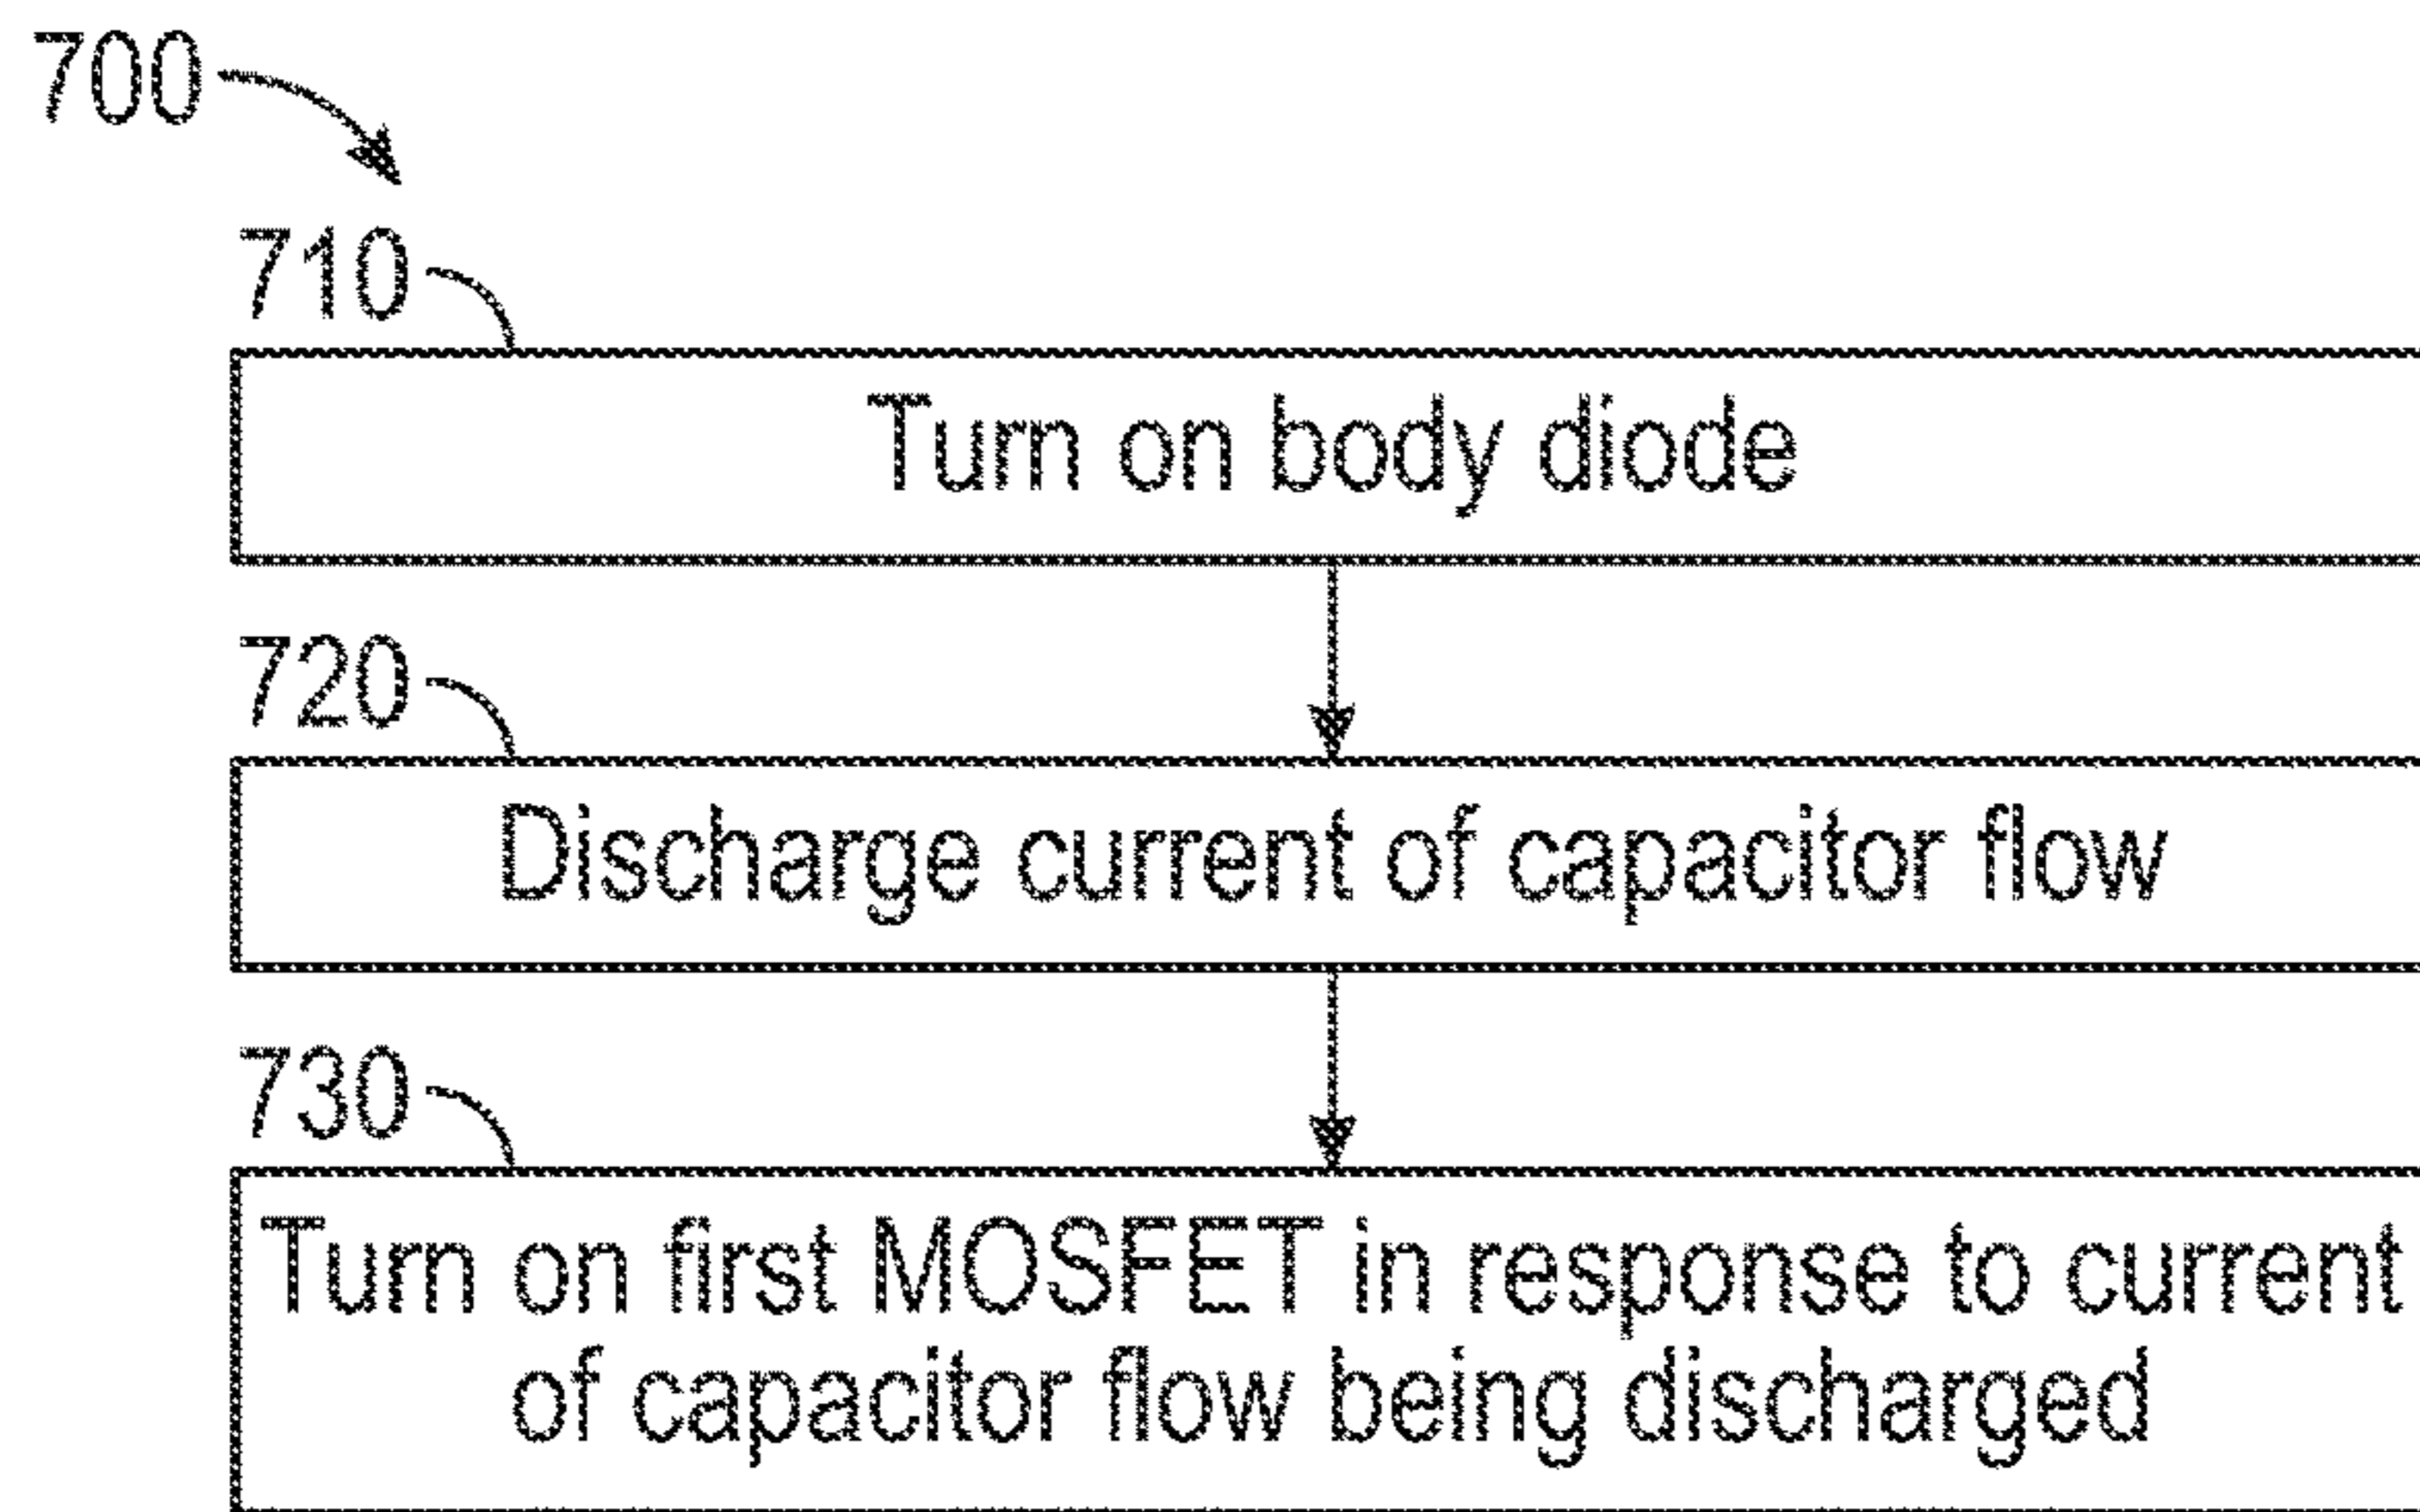 700
710
Turn on body diode
720
Discharge current of capacitor flow
730
Turn on first MOSFET in response to current
of capacitor flow being discharged